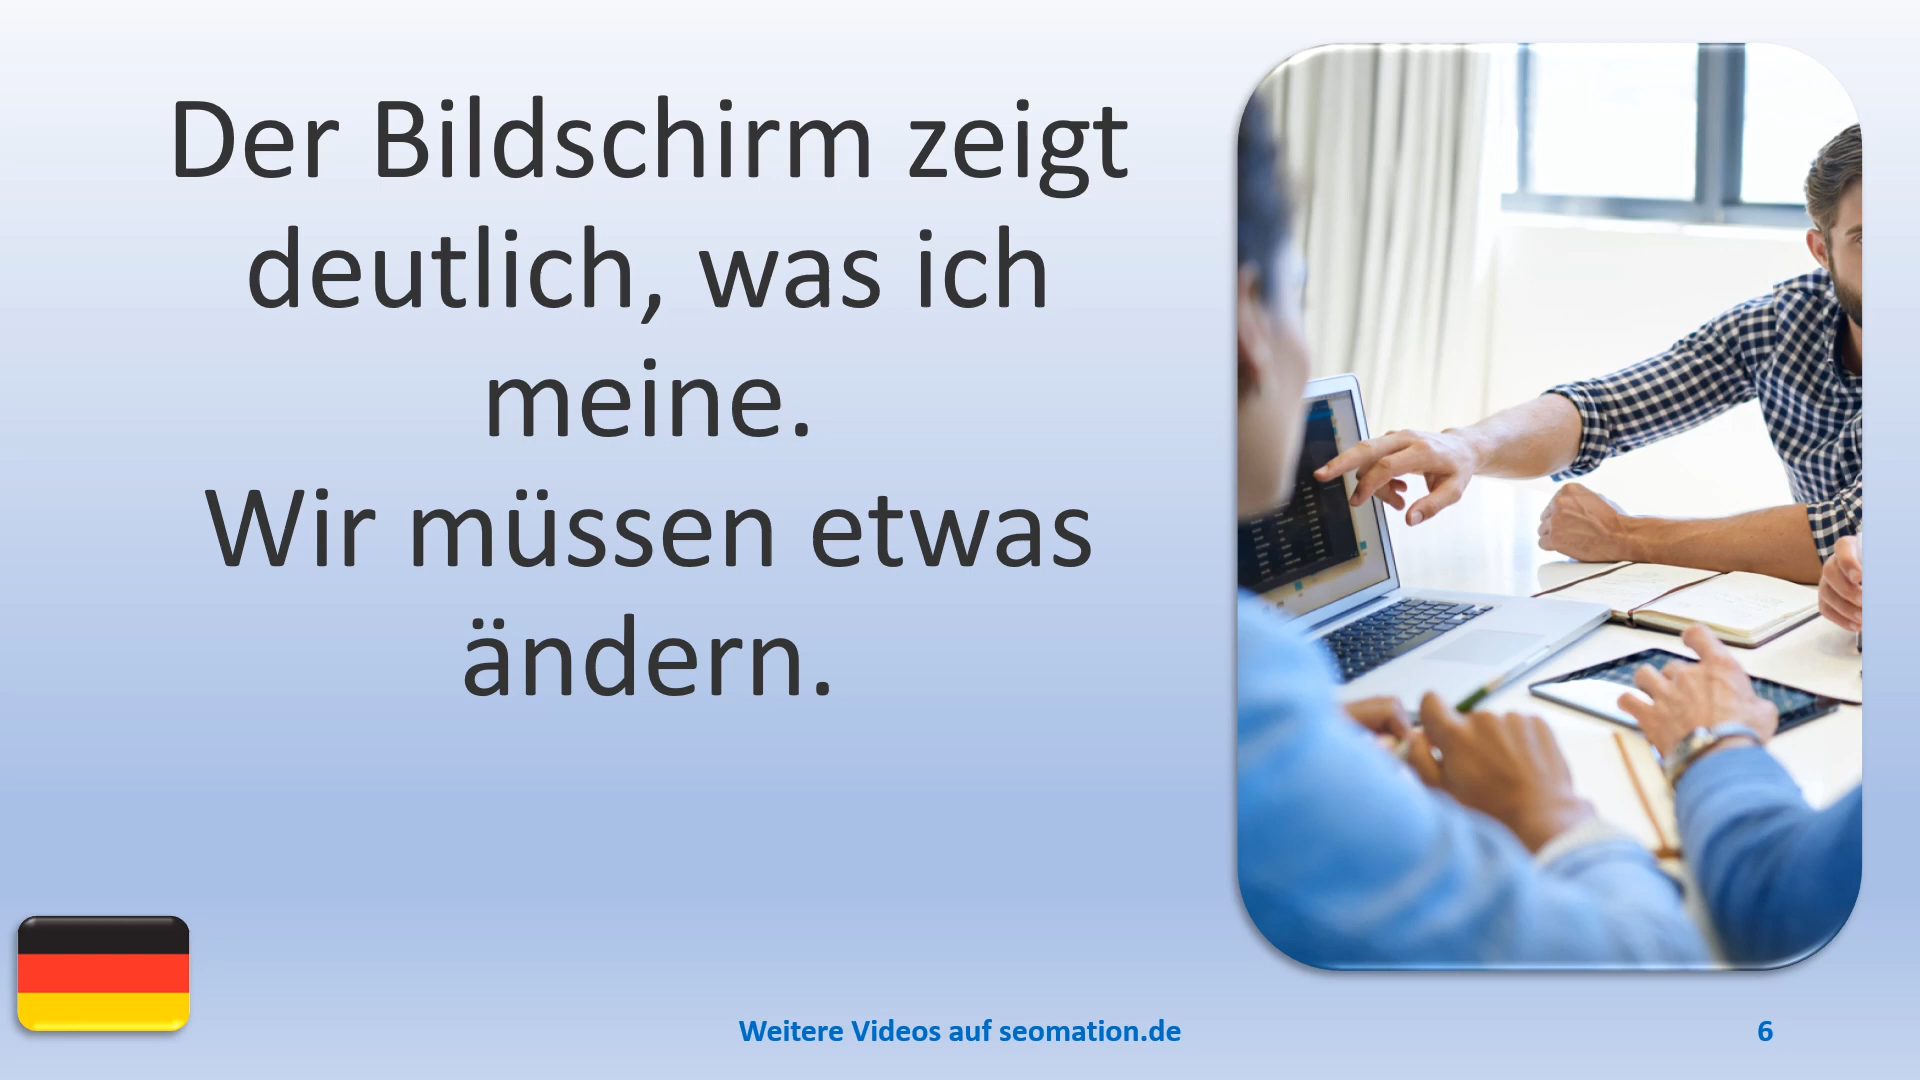 Der Bildschirm zeigt
deutlich, was ich
meine.
Wir müssen etwas
ändern.
Weitere Videos auf seomation.de
6